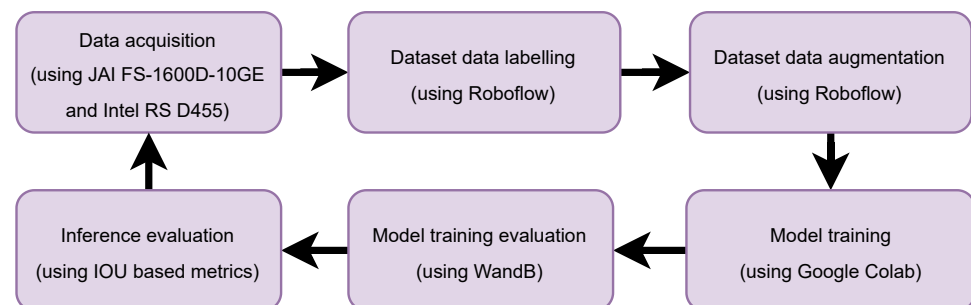 Data acquisition
(using JAI FS-1600D-10GE
and Intel RS D455)
Dataset data labelling
(using Roboflow)
Dataset data augmentation
(using Roboflow)
Inference evaluation
(using IOU based metrics)
Model training evaluation
(using WandB)
Model training
(using Google Colab)